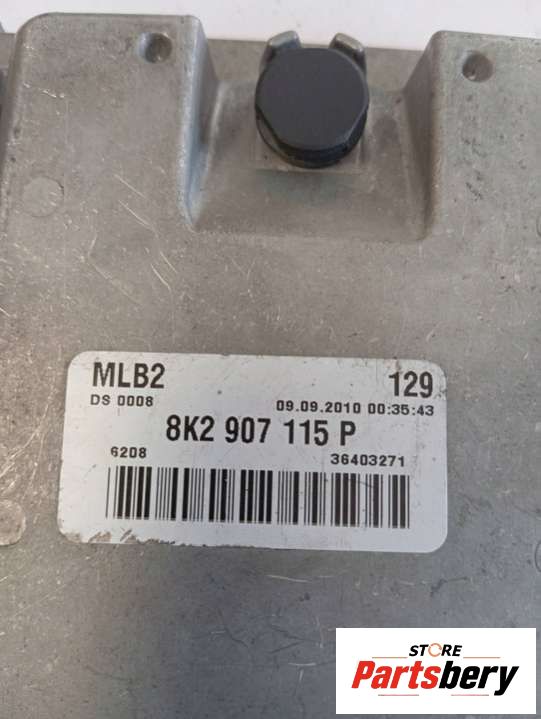 MLB2 129
DS 0008 09.09.2010 00:35:43
8K2 907 115 P
6208 36403271
STORE
Partsbery